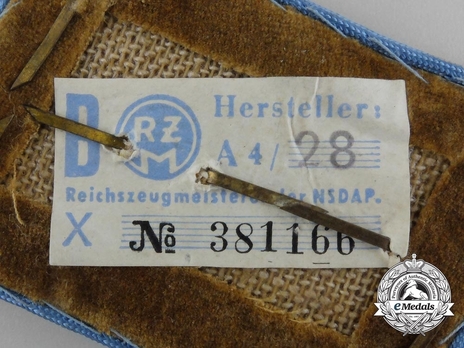 B RZM Hersteller:
A 4 / 28
Reichszeugmeisterei der NSDAP.
X № 381166
eMedals